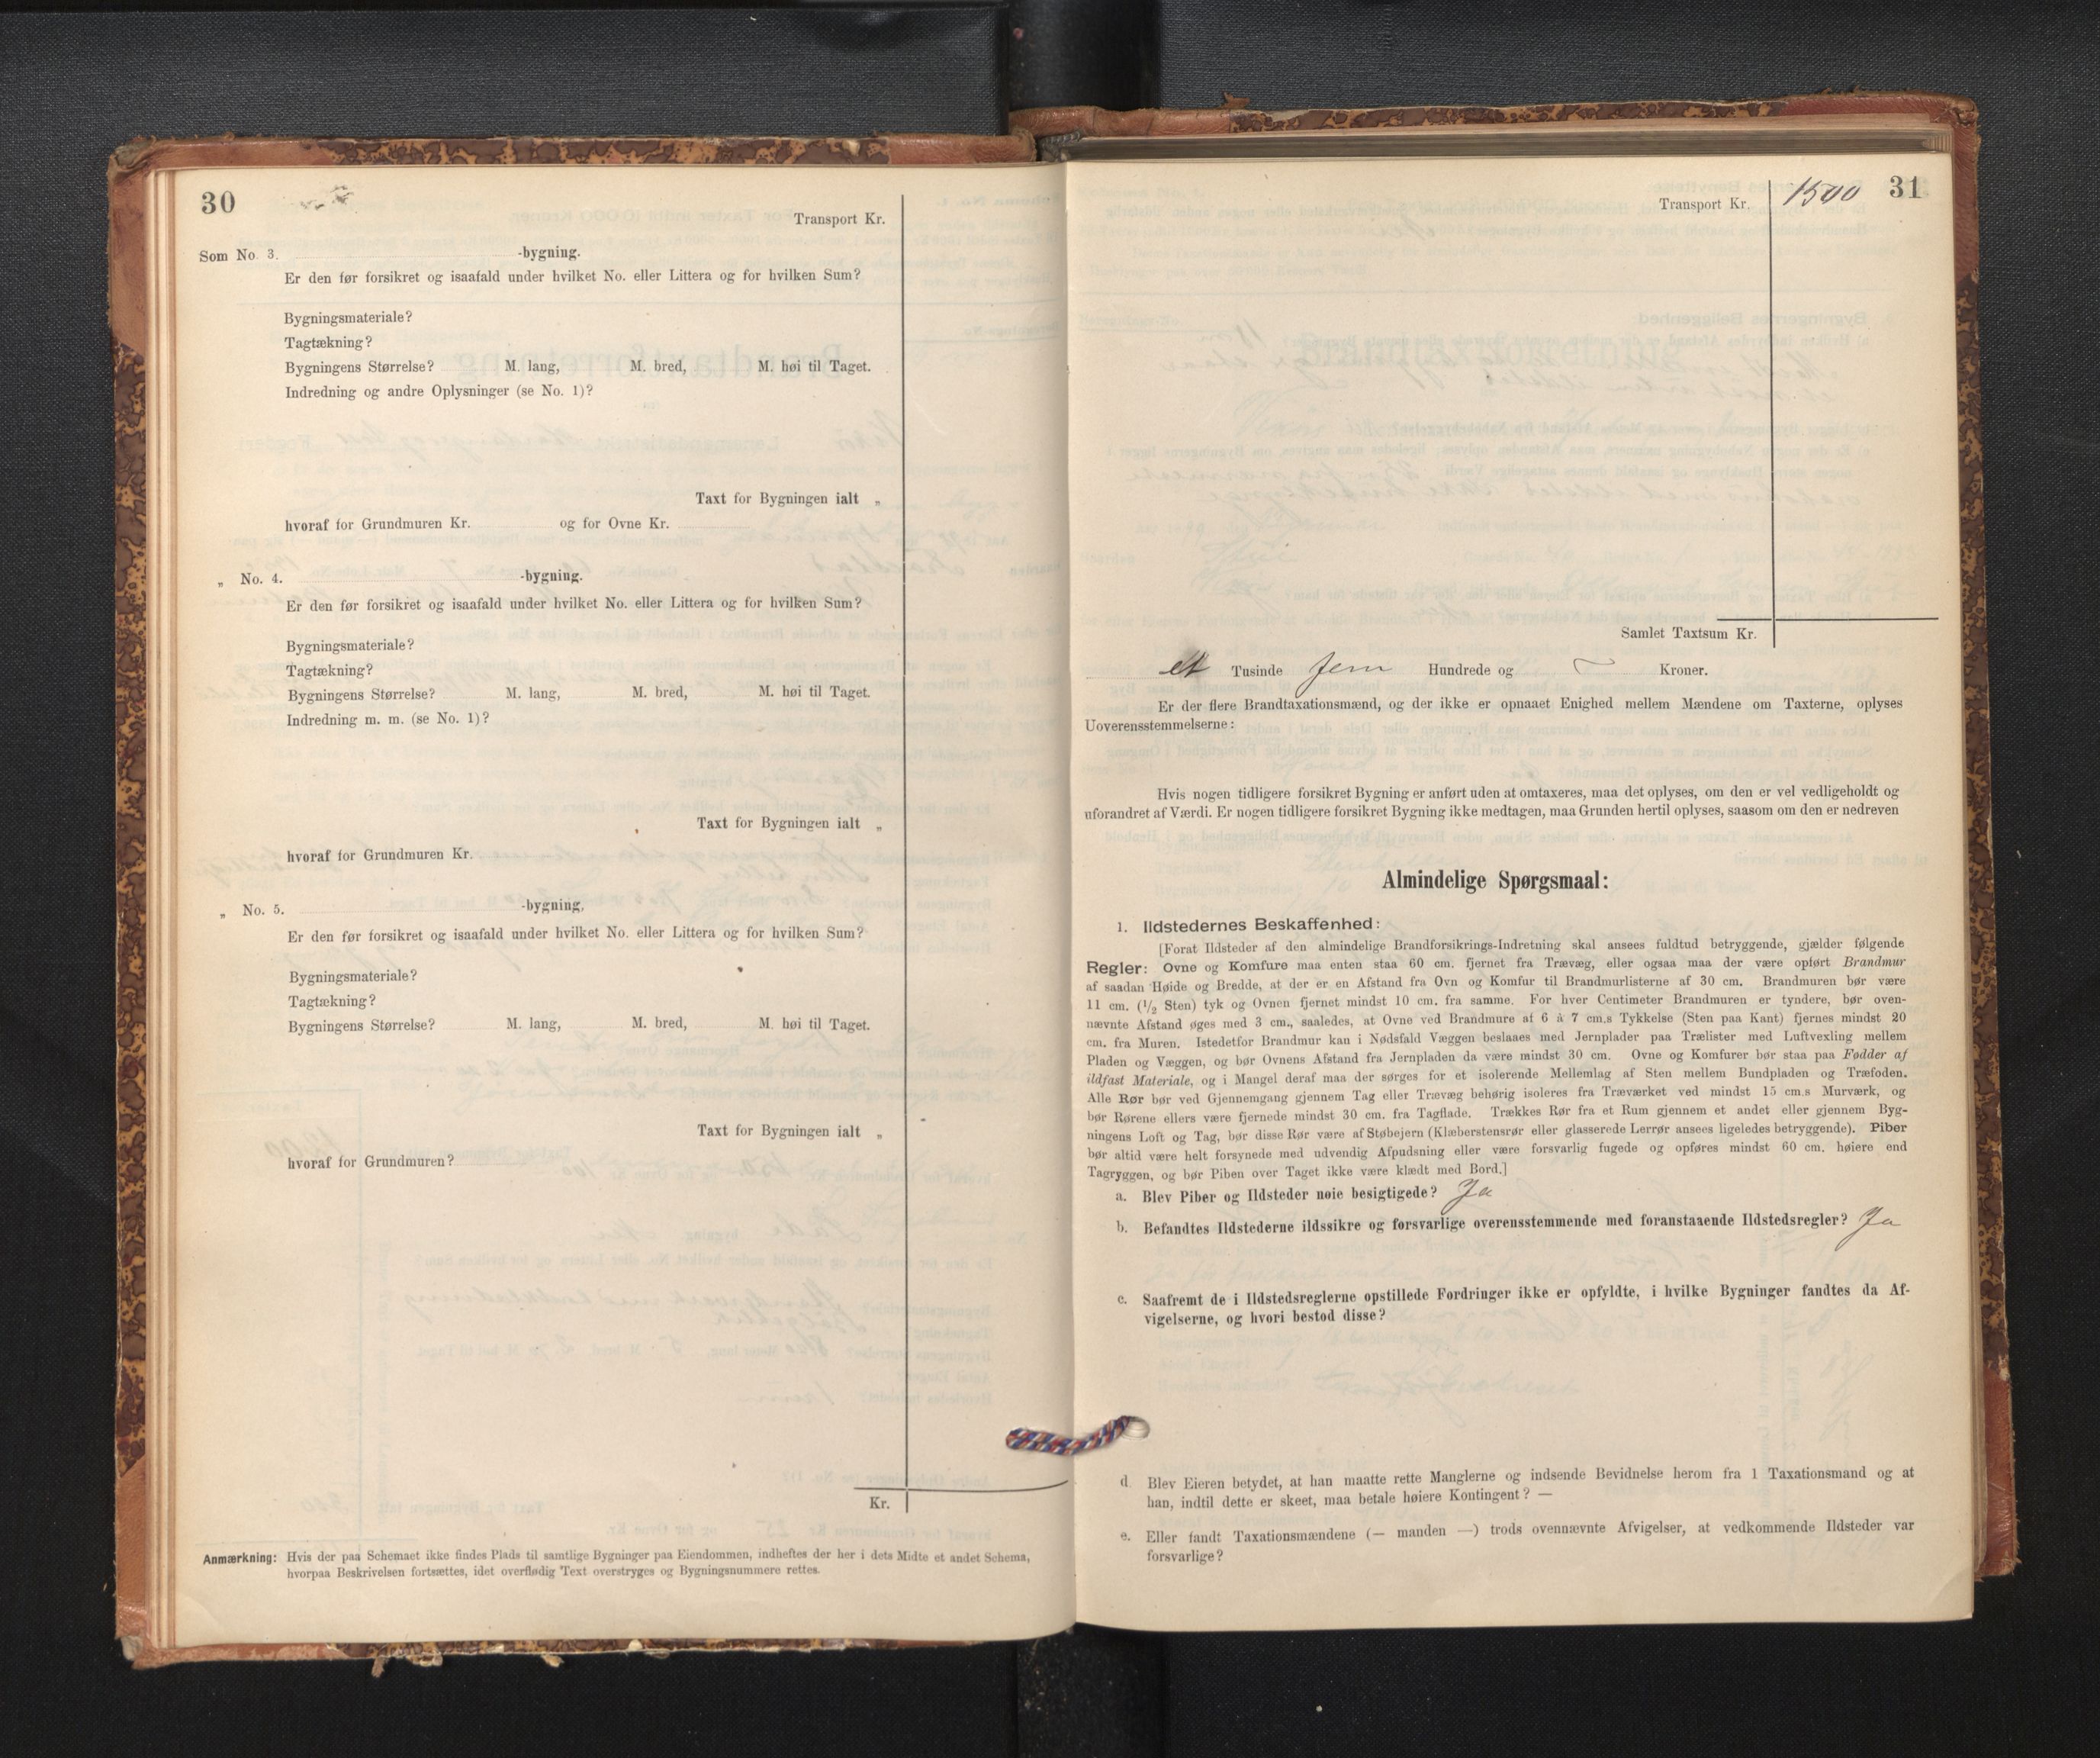 30
Transport Kr.
Som No. 3. -bygning.
Er den før forsikret og isaafald under hvilket No. eller Littera og for hvilken Sum?
Bygningsmateriale?
Tagtækning?
Bygningens Størrelse? M. lang, M. bred, M. høi til Taget.
Indredning og andre Oplysninger (se No. 1)?
Taxt for Bygningen ialt „
hvoraf for Grundmuren Kr. og for Ovne Kr.
„ No. 4. -bygning.
Er den før forsikret og isaafald under hvilket No. eller Littera og for hvilken Sum?
Bygningsmateriale?
Tagtækning?
Bygningens Størrelse? M. lang, M. bred, M. høi til Taget.
Indredning m. m. (se No. 1)?
Taxt for Bygningen ialt „
hvoraf for Grundmuren Kr.
„ No. 5. -bygning,
Er den før forsikret og isaafald under hvilket No. eller Littera og for hvilken Sum?
Bygningsmateriale?
Tagtækning?
Bygningens Størrelse? M. lang, M. bred, M. høi til Taget.
Taxt for Bygningen ialt „
hvoraf for Grundmuren?
Kr.
Anmærkning: Hvis der paa Schemaet ikke findes Plads til samtlige Bygninger paa Eiendommen, indheftes der her i dets Midte et andet Schema,
hvorpaa Beskrivelsen fortsættes, idet overflødig Text overstryges og Bygningsnummere rettes.
31
Transport Kr. 1500
Samlet Taxtsum Kr.
et Tusinde fem Hundrede og — Kroner.
Er der flere Brandtaxationsmænd, og der ikke er opnaaet Enighed mellem Mændene om Taxterne, oplyses
Uoverensstemmelserne:
Hvis nogen tidligere forsikret Bygning er anført uden at omtaxeres, maa det oplyses, om den er vel vedligeholdt og
uforandret af Værdi. Er nogen tidligere forsikret Bygning ikke medtagen, maa Grunden hertil oplyses, saasom om den er nedreven
Almindelige Spørgsmaal:
1. Ildstedernes Beskaffenhed:
[Forat Ildsteder af den almindelige Brandforsikrings-Indretning skal ansees fuldtud betryggende, gjælder følgende
Regler: Ovne og Komfure maa enten staa 60 cm. fjernet fra Trævæg, eller ogsaa maa der være opført Brandmur
af saadan Høide og Bredde, at der er en Afstand fra Ovn og Komfur til Brandmurlisterne af 30 cm. Brandmuren bør være
11 cm. (1/2 Sten) tyk og Ovnen fjernet mindst 10 cm. fra samme. For hver Centimeter Brandmuren er tyndere, bør oven-
nævnte Afstand øges med 3 cm., saaledes, at Ovne ved Brandmure af 6 à 7 cm.s Tykkelse (Sten paa Kant) fjernes mindst 20
cm. fra Muren. Istedetfor Brandmur kan i Nødsfald Væggen beslaaes med Jernplader paa Trælister med Luftvexling mellem
Pladen og Væggen, og bør Ovnens Afstand fra Jernpladen da være mindst 30 cm. Ovne og Komfurer bør staa paa Fødder af
ildfast Materiale, og i Mangel deraf maa der sørges for et isolerende Mellemlag af Sten mellem Bundpladen og Træfoden.
Alle Rør bør ved Gjennemgang gjennem Tag eller Trævæg behørig isoleres fra Træværket ved mindst 15 cm.s Murværk, og
bør Rørene ellers være fjernede mindst 30 cm. fra Tagflade. Trækkes Rør fra et Rum gjennem et andet eller gjennem Byg-
ningens Loft og Tag, bør disse Rør være af Støbejern (Klæberstensrør eller glasserede Lerrør ansees ligeledes betryggende). Piber
bør altid være helt forsynede med udvendig Afpudsning eller være forsvarlig fugede og opføres mindst 60 cm. høiere end
Tagryggen, og bør Piben over Taget ikke være klædt med Bord.]
a. Blev Piber og Ildsteder nøie besigtigede? Ja
b. Befandtes Ildstederne ildssikre og forsvarlige overensstemmende med foranstaaende Ildstedsregler? Ja
c. Saafremt de i Ildstedsreglerne opstillede Fordringer ikke er opfyldte, i hvilke Bygninger fandtes da Af-
vigelserne, og hvori bestod disse?
d. Blev Eieren betydet, at han maatte rette Manglerne og indsende Bevidnelse herom fra 1 Taxationsmand og at
han, indtil dette er skeet, maa betale høiere Kontingent? —
e. Eller fandt Taxationsmændene (— manden —) trods ovennævnte Afvigelser, at vedkommende Ildsteder var
forsvarlige?